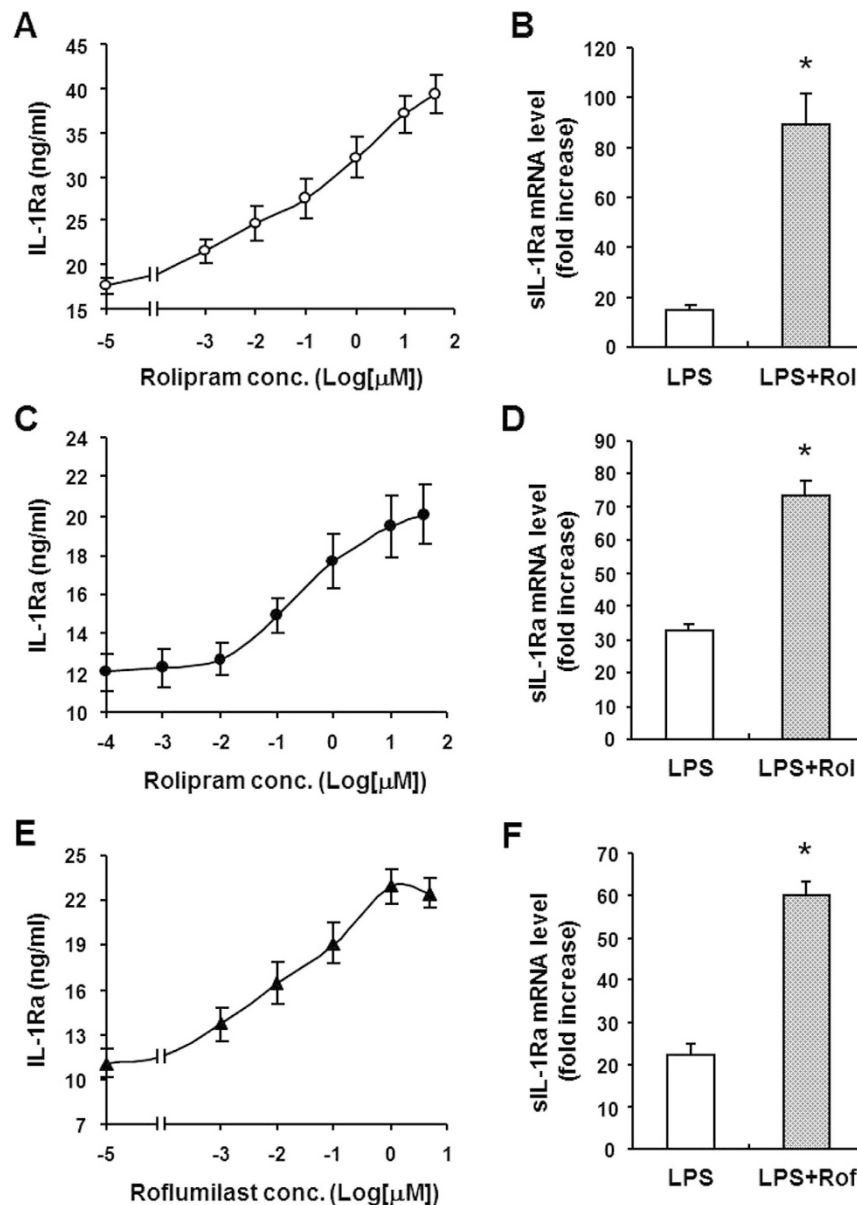 A
IL-1Ra (ng/ml)
45
40
35
30
25
20
15
-5 -3 -2 -1 0 1 2
Rolipram conc. (Log[μM])
B
sIL-1Ra mRNA level
(fold increase)
120
100
80
60
40
20
0
*
LPS LPS+Rol
C
IL-1Ra (ng/ml)
24
22
20
18
16
14
12
10
-4 -3 -2 -1 0 1 2
Rolipram conc. (Log[μM])
D
sIL-1Ra mRNA level
(fold increase)
90
80
70
60
50
40
30
20
10
0
*
LPS LPS+Rol
E
IL-1Ra (ng/ml)
25
22
19
16
13
10
7
-5 -3 -2 -1 0 1
Roflumilast conc. (Log[μM])
F
sIL-1Ra mRNA level
(fold increase)
70
60
50
40
30
20
10
0
*
LPS LPS+Rof